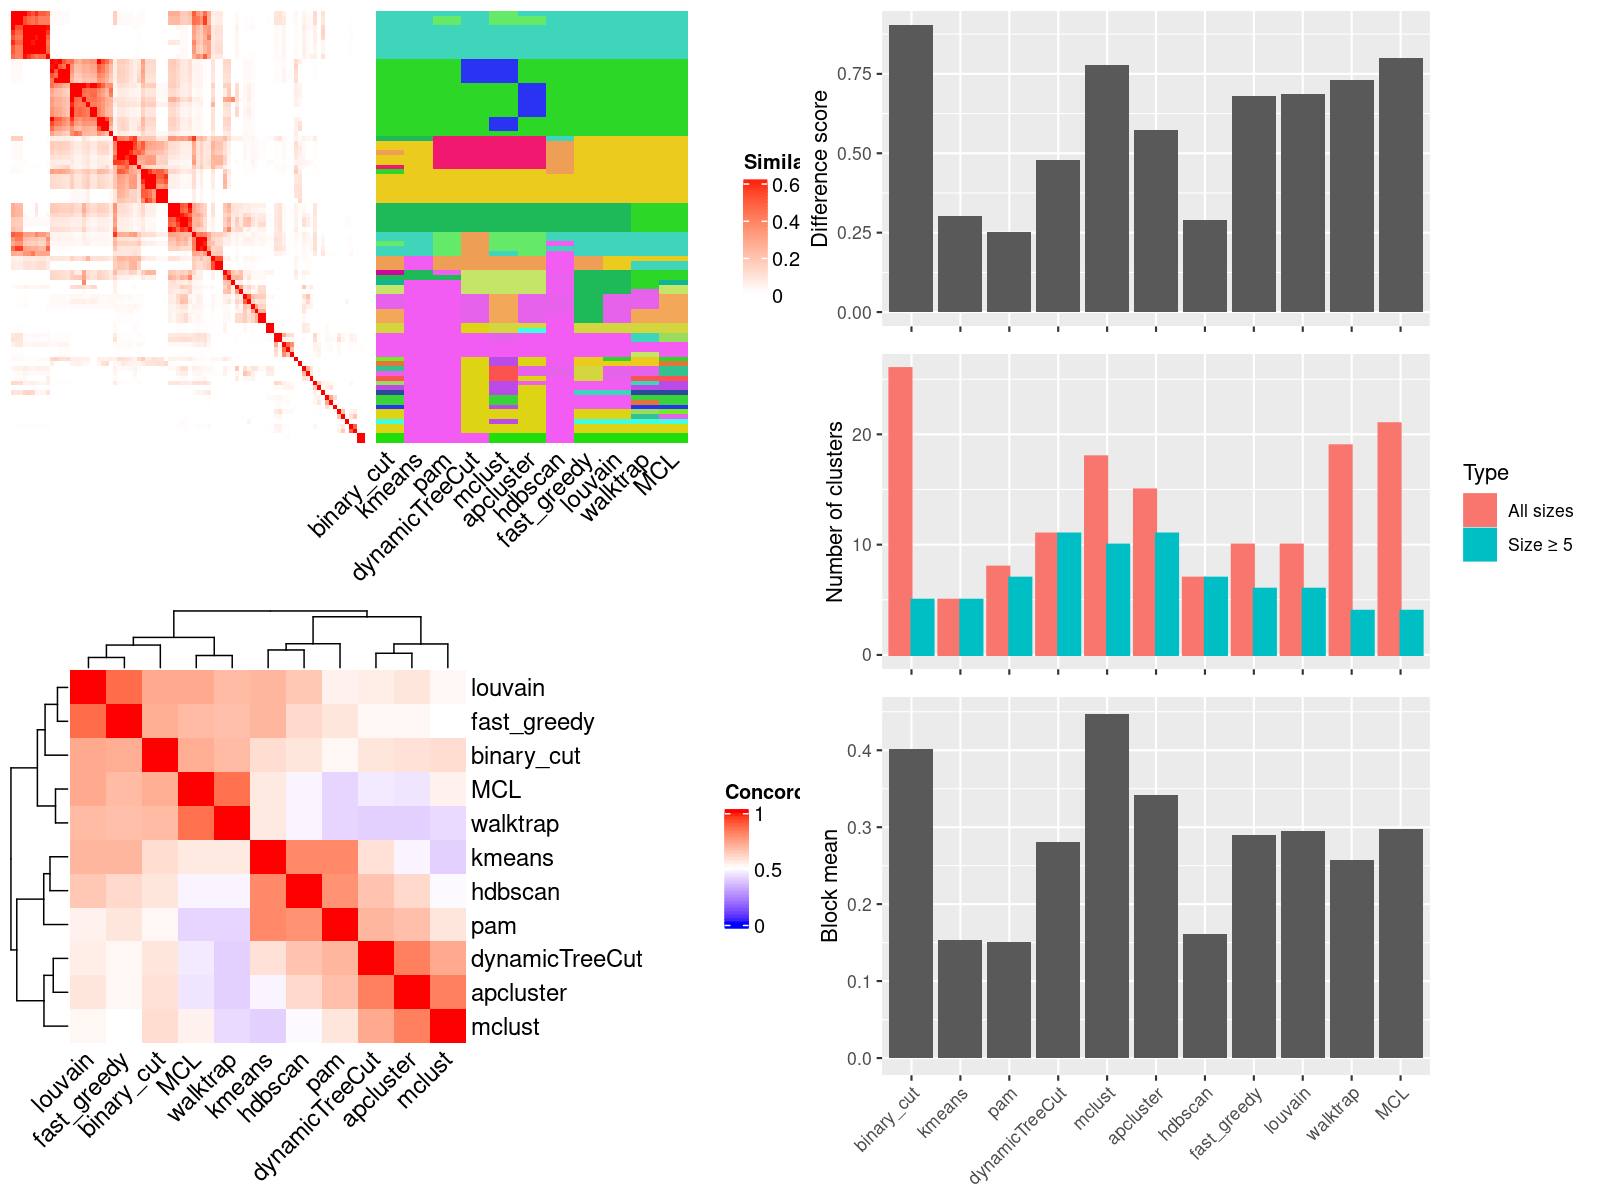 Simila
0.6
0.4
0.2
0
binary_cut
kmeans
pam
dynamicTreeCut
mclust
apcluster
hdbscan
fast_greedy
louvain
walktrap
MCL
louvain
fast_greedy
binary_cut
MCL
walktrap
kmeans
hdbscan
pam
dynamicTreeCut
apcluster
mclust
louvain
fast_greedy
binary_cut
MCL
walktrap
kmeans
hdbscan
pam
dynamicTreeCut
apcluster
mclust
Concord
1
0.5
0
Difference score
0.75
0.50
0.25
0.00
Number of clusters
20
10
0
Type
All sizes
Size ≥ 5
Block mean
0.4
0.3
0.2
0.1
0.0
binary_cut
kmeans
pam
dynamicTreeCut
mclust
apcluster
hdbscan
fast_greedy
louvain
walktrap
MCL